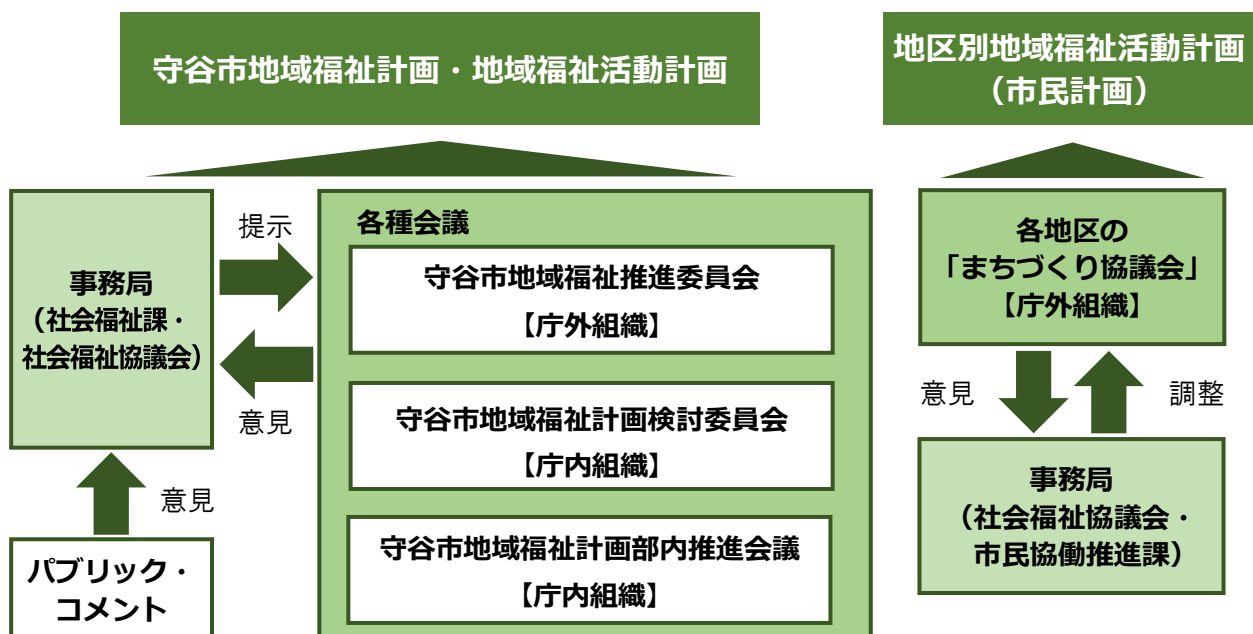 守谷市地域福祉計画・地域福祉活動計画
地区別地域福祉活動計画
（市民計画）
事務局
（社会福祉課・
社会福祉協議会）
提示
意見
意見
パブリック・
コメント
各種会議
守谷市地域福祉推進委員会
【庁外組織】
守谷市地域福祉計画検討委員会
【庁内組織】
守谷市地域福祉計画部内推進会議
【庁内組織】
各地区の
「まちづくり協議会」
【庁外組織】
意見
調整
事務局
（社会福祉協議会・
市民協働推進課）